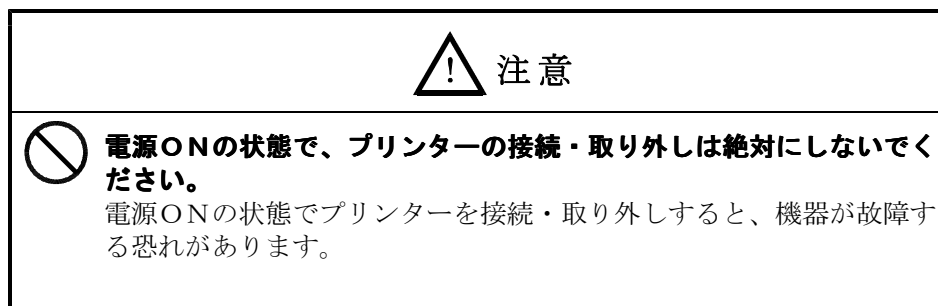 注意
電源ＯＮの状態で、プリンターの接続・取り外しは絶対にしないでく
ださい。
電源ＯＮの状態でプリンターを接続・取り外しすると、機器が故障す
る恐れがあります。